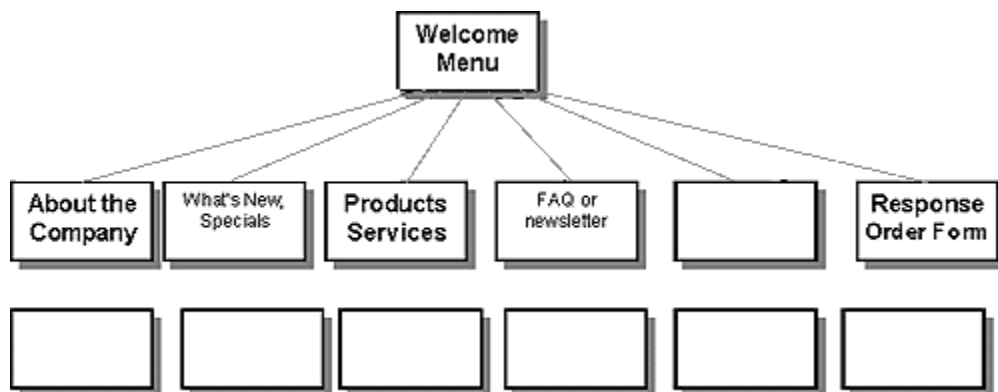 Welcome
Menu
About the
Company
What's New,
Specials
Products
Services
FAQ or
newsletter
Response
Order Form